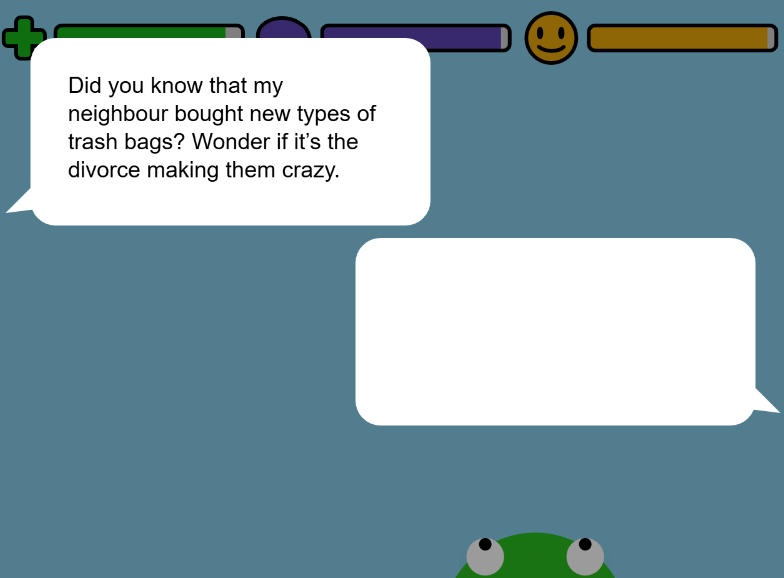 Did you know that my
neighbour bought new types of
trash bags? Wonder if it’s the
divorce making them crazy.